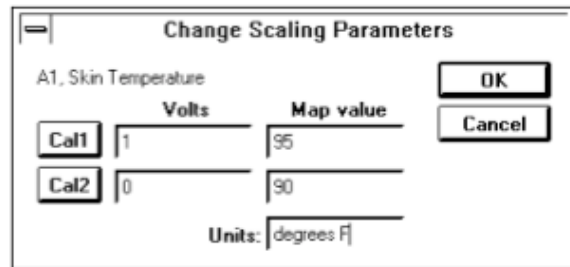 Change Scaling Parameters
A1, Skin Temperature
OK
Volts Map value
Cancel
Cal1 1 95
Cal2 0 90
Units: degrees F